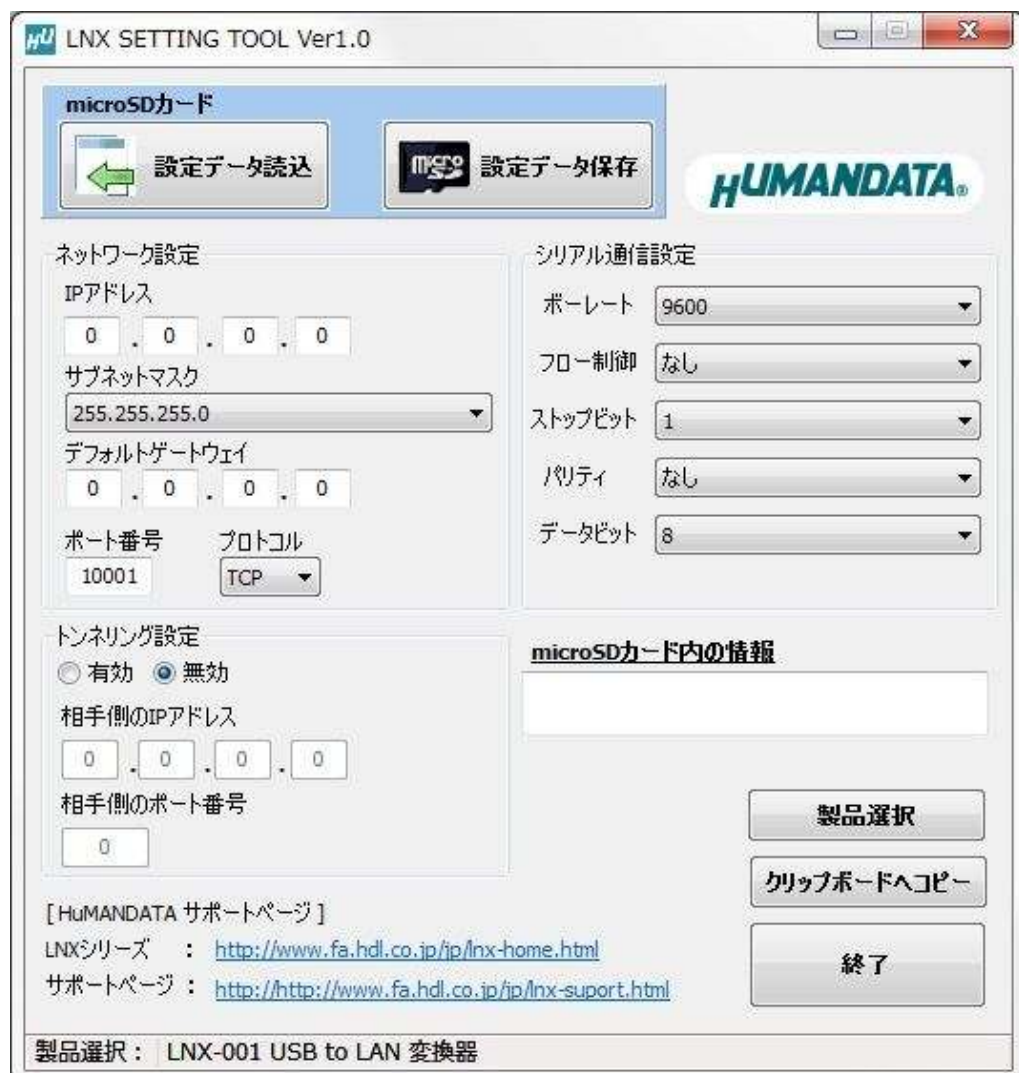 LNX SETTING TOOL Ver1.0
microSDカード
設定データ読込
micro SD 設定データ保存
HUMANDATA®
ネットワーク設定
IPアドレス
0 . 0 . 0 . 0
サブネットマスク
255.255.255.0
デフォルトゲートウェイ
0 . 0 . 0 . 0
ポート番号 プロトコル
10001 TCP
シリアル通信設定
ボーレート 9600
フロー制御 なし
ストップビット 1
パリティ なし
データビット 8
トンネリング設定
有効 無効
相手側のIPアドレス
0 . 0 . 0 . 0
相手側のポート番号
0
microSDカード内の情報
製品選択
クリップボードへコピー
終了
[HuMANDATA サポートページ]
LNXシリーズ : http://www.fa.hdl.co.jp/jp/lnx-home.html
サポートページ : http://http://www.fa.hdl.co.jp/jp/lnx-suport.html
製品選択: LNX-001 USB to LAN 変換器